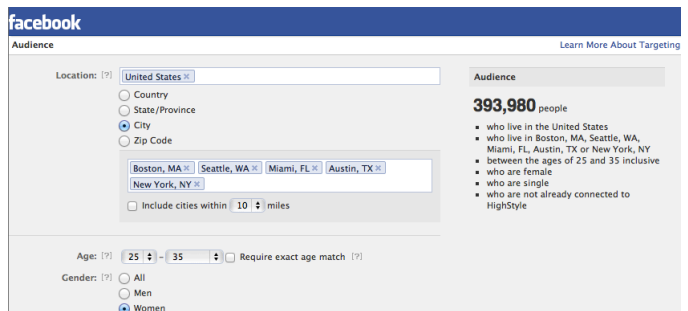 facebook
Audience
Learn More About Targeting
Location: [?]
United States ×
Country
State/Province
City
Zip Code
Boston, MA × Seattle, WA × Miami, FL × Austin, TX ×
New York, NY ×
Include cities within 10 miles
Age: [?] 25 – 35 Require exact age match [?]
Gender: [?] All
Men
Women
Audience
393,980 people
who live in the United States
who live in Boston, MA, Seattle, WA,
Miami, FL, Austin, TX or New York, NY
between the ages of 25 and 35 inclusive
who are female
who are single
who are not already connected to
HighStyle